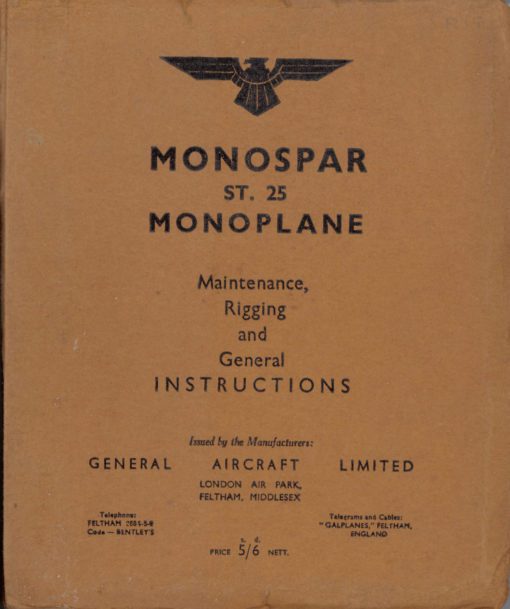 MONOSPAR
ST. 25
MONOPLANE
Maintenance,
Rigging
and
General
INSTRUCTIONS
Issued by the Manufacturers:
GENERAL AIRCRAFT LIMITED
LONDON AIR PARK,
FELTHAM, MIDDLESEX
Telephone:
FELTHAM
Code — BENTLEY'S
Telegrams and Cables:
"GALPLANES," FELTHAM,
ENGLAND
s. d.
PRICE 5/6 NETT.